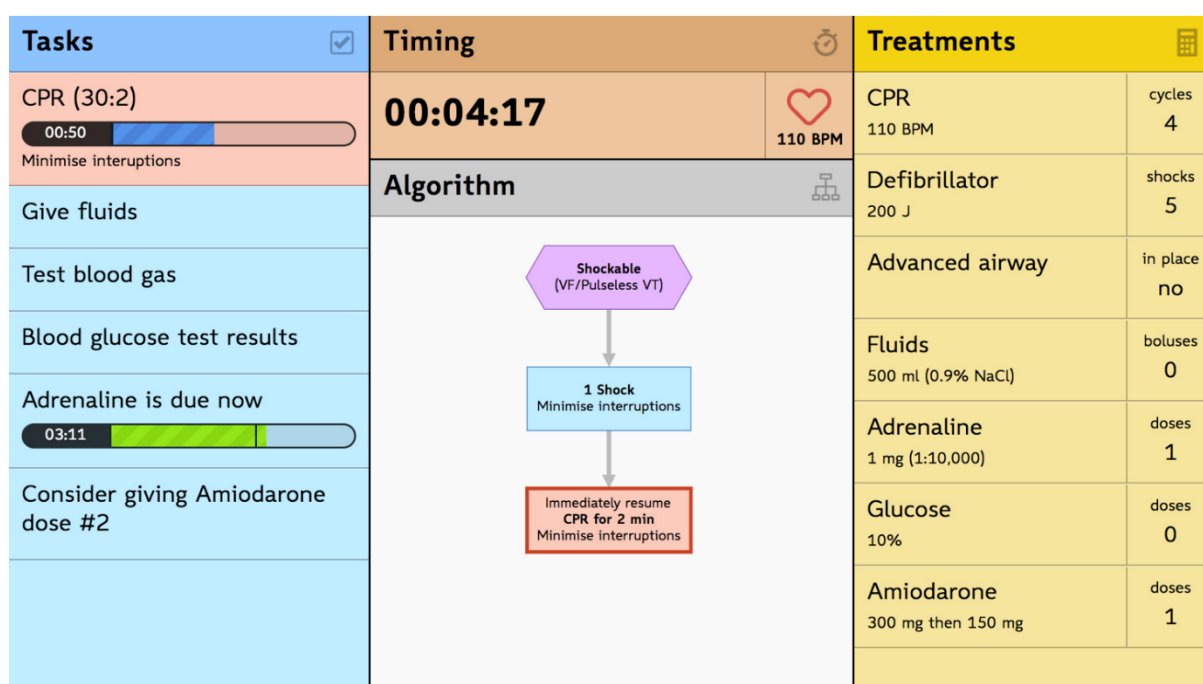 Tasks
CPR (30:2)
00:50
Minimise interuptions
Give fluids
Test blood gas
Blood glucose test results
Adrenaline is due now
03:11
Consider giving Amiodarone
dose #2
Timing
00:04:17
110 BPM
Algorithm
Shockable
(VF/Pulseless VT)
1 Shock
Minimise interruptions
Immediately resume
CPR for 2 min
Minimise interruptions
Treatments
CPR
110 BPM
cycles
4
Defibrillator
200 J
shocks
5
Advanced airway
in place
no
Fluids
500 ml (0.9% NaCl)
boluses
0
Adrenaline
1 mg (1:10,000)
doses
1
Glucose
10%
doses
0
Amiodarone
300 mg then 150 mg
doses
1